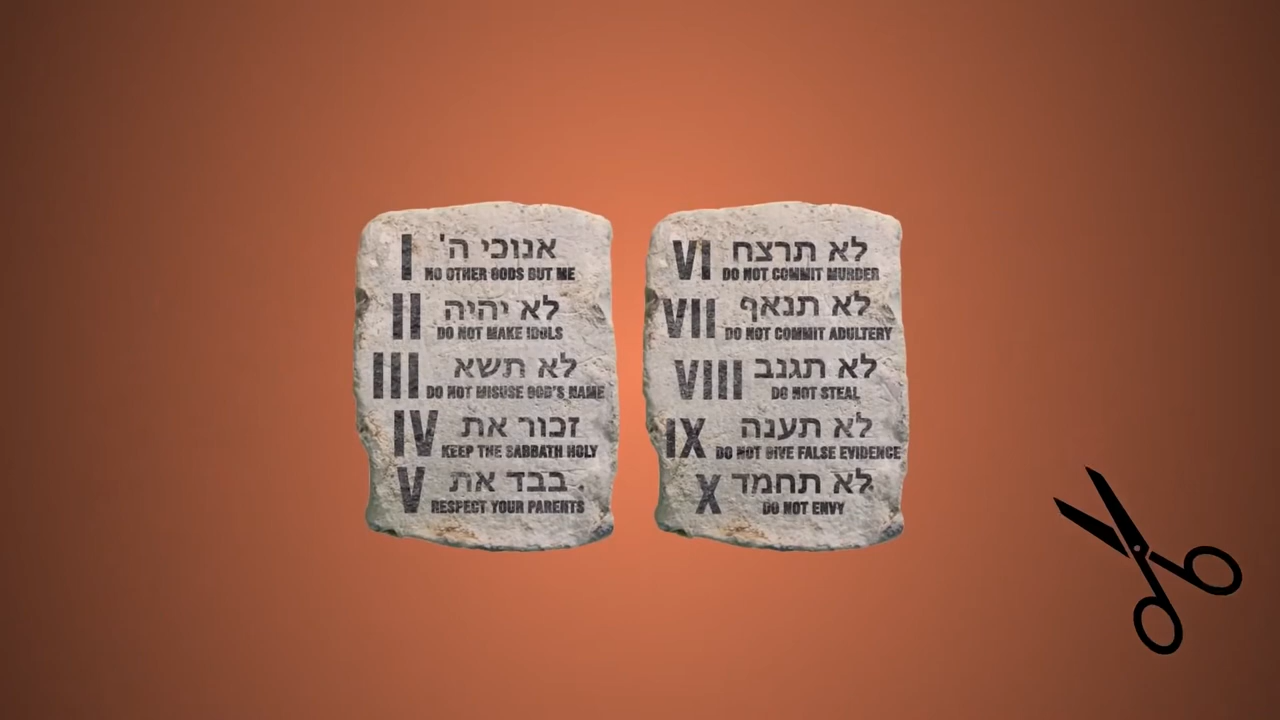 I אנוכי ה'
NO OTHER GODS BUT ME
II לא יהיה
DO NOT MAKE IDOLS
III לא תשא
DO NOT MISUSE GOD'S NAME
IV זכור את
KEEP THE SABBATH HOLY
V בבד את
RESPECT YOUR PARENTS
VI לא תרצח
DO NOT COMMIT MURDER
VII לא תנאף
DO NOT COMMIT ADULTERY
VIII לא תגנב
DO NOT STEAL
IX לא תענה
DO NOT GIVE FALSE EVIDENCE
X לא תחמד
DO NOT ENVY